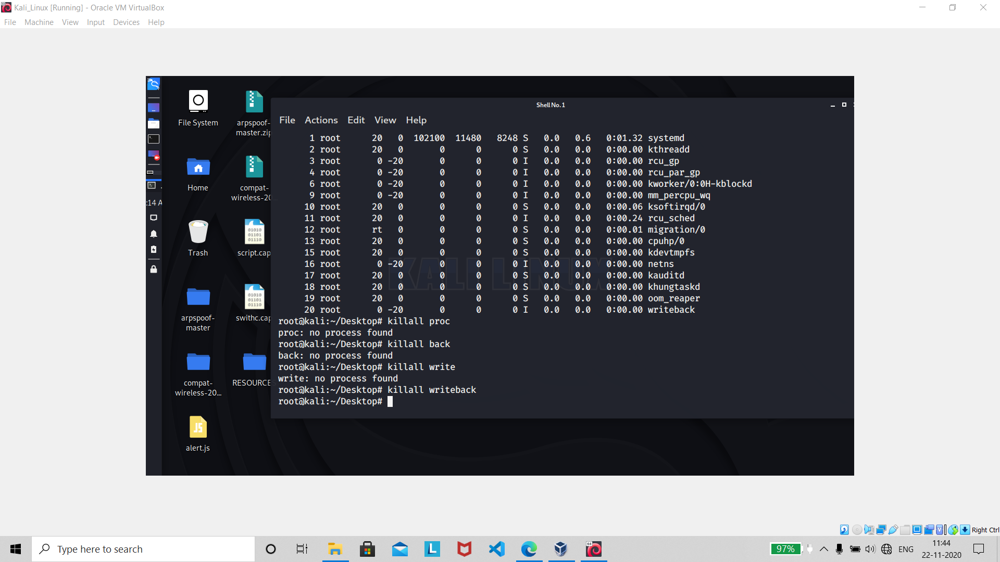 Kali_Linux [Running] - Oracle VM VirtualBox
File Machine View Input Devices Help
File System
arpspoof-
master.zip
Home
compat-
wireless-20...
:14 A
Trash
script.cap
arpspoof-
master
swithc.cap
compat-
wireless-20...
RESOURCES
JS
alert.js
01010
01101
01110
01010
01101
01110
Shell No. 1
File Actions Edit View Help
1 root 20 0 102100 11480 8248 S 0.0 0.6 0:01.32 systemd
2 root 20 0 0 0 0 S 0.0 0.0 0:00.00 kthreadd
3 root 0 -20 0 0 0 I 0.0 0.0 0:00.00 rcu_gp
4 root 0 -20 0 0 0 I 0.0 0.0 0:00.00 rcu_par_gp
6 root 0 -20 0 0 0 I 0.0 0.0 0:00.00 kworker/0:0H-kblockd
9 root 0 -20 0 0 0 I 0.0 0.0 0:00.00 mm_percpu_wq
10 root 20 0 0 0 0 S 0.0 0.0 0:00.06 ksoftirqd/0
11 root 20 0 0 0 0 I 0.0 0.0 0:00.24 rcu_sched
12 root rt 0 0 0 0 S 0.0 0.0 0:00.01 migration/0
13 root 20 0 0 0 0 S 0.0 0.0 0:00.00 cpuhp/0
15 root 20 0 0 0 0 S 0.0 0.0 0:00.00 kdevtmpfs
16 root 0 -20 0 0 0 I 0.0 0.0 0:00.00 netns
17 root 20 0 0 0 0 S 0.0 0.0 0:00.00 kauditd
18 root 20 0 0 0 0 S 0.0 0.0 0:00.00 khungtaskd
19 root 20 0 0 0 0 S 0.0 0.0 0:00.00 oom_reaper
20 root 0 -20 0 0 0 I 0.0 0.0 0:00.00 writeback
KALI LINUX
root@kali:~/Desktop# killall proc
proc: no process found
root@kali:~/Desktop# killall back
back: no process found
root@kali:~/Desktop# killall write
write: no process found
root@kali:~/Desktop# killall writeback
root@kali:~/Desktop#
Right Ctrl
Type here to search
L
64
97%
ENG
11:44
22-11-2020